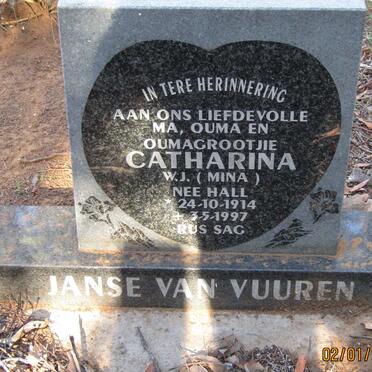 IN TERE HERINNERING
AAN ONS LIEFDEVOLLE
MA, OUMA EN
OUMAGROOTJIE
CATHARINA
W.J. ( MINA )
NEE HALL
* 24-10-1914
+ 3-5-1997
RUS SAG
JANSE VAN VUUREN
02/01/